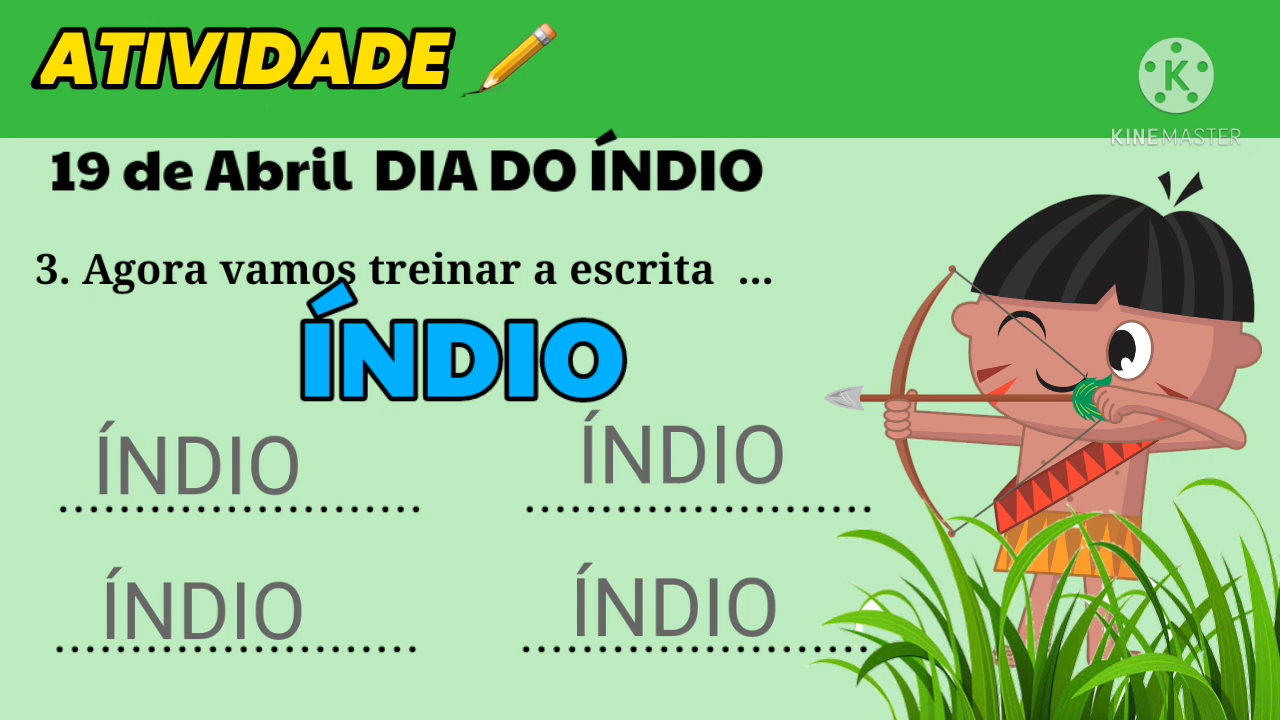 ATIVIDADE
K
KINEMASTER
19 de Abril DIA DO ÍNDIO
3. Agora vamos treinar a escrita ...
ÍNDIO
ÍNDIO ÍNDIO
ÍNDIO ÍNDIO